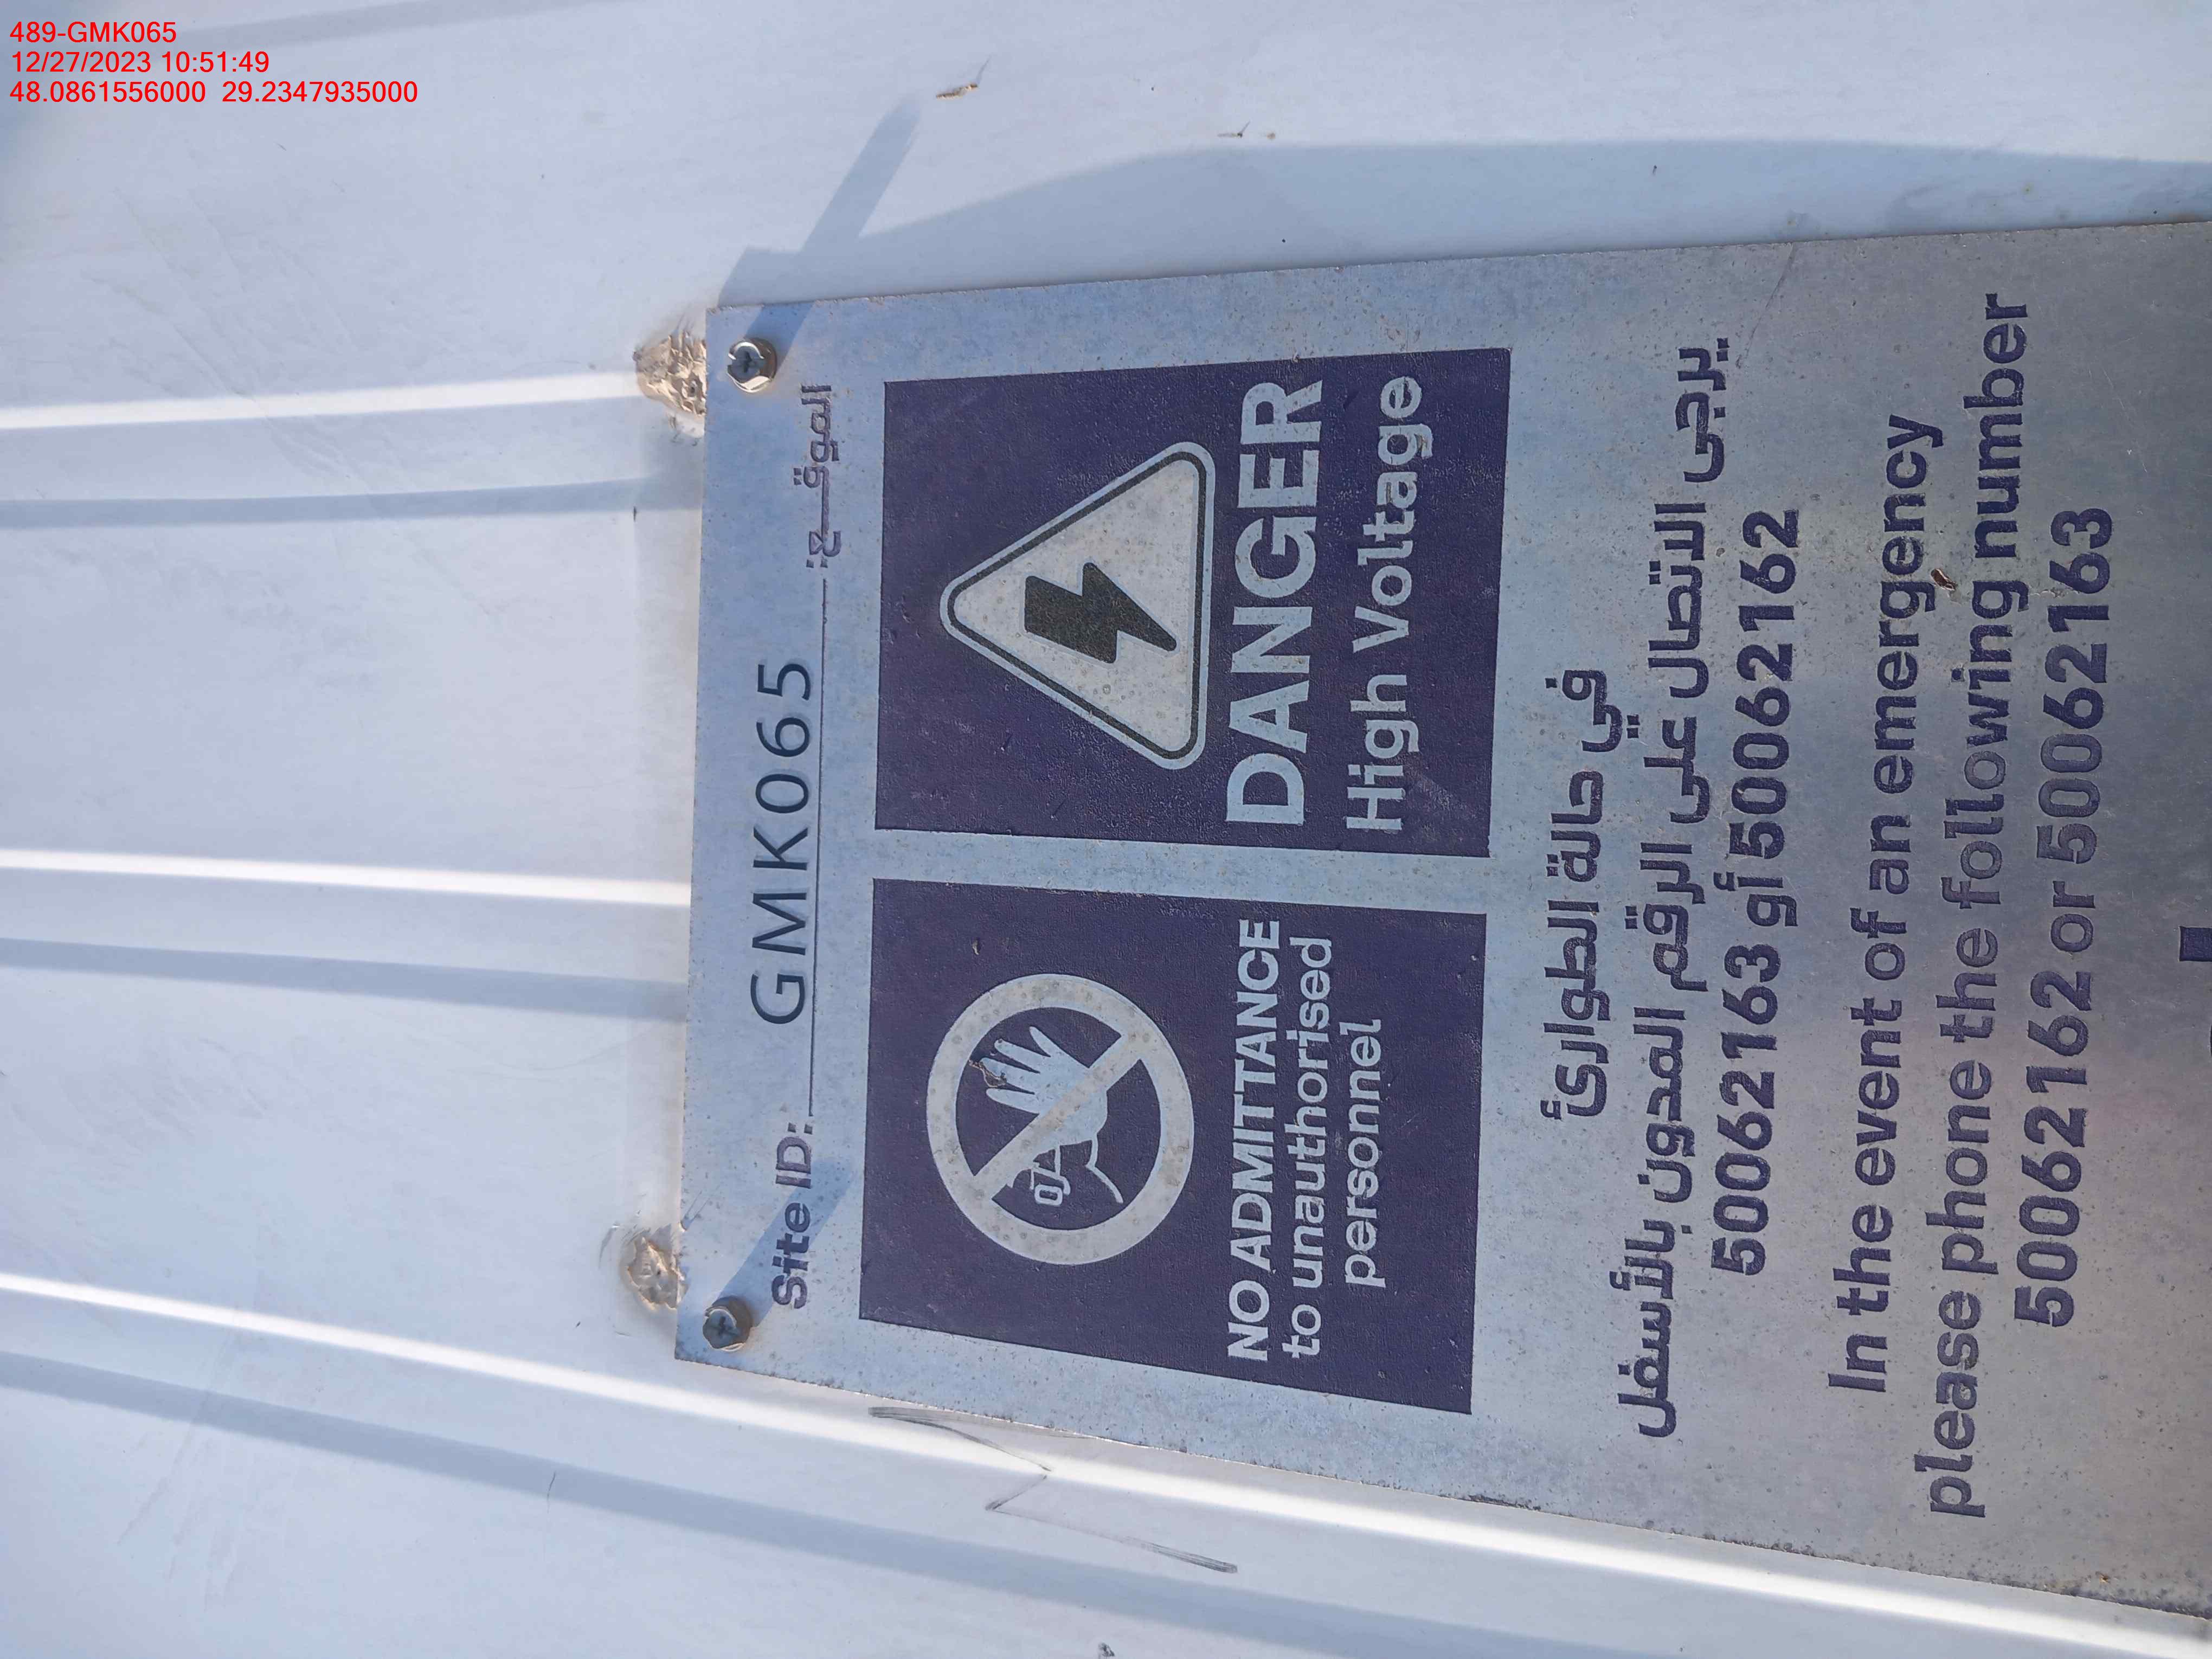 489-GMK065
12/27/2023 10:51:49
48.0861556000 29.2347935000
Site ID: GMK065 الموقـــع:
NO ADMITTANCE
to unauthorised
personnel
DANGER
High Voltage
في حالة الطوارئ
يرجى الاتصال على الرقم المدون بالأسفل
50062163 أو 50062162
In the event of an emergency
please phone the following number
50062162 or 50062163